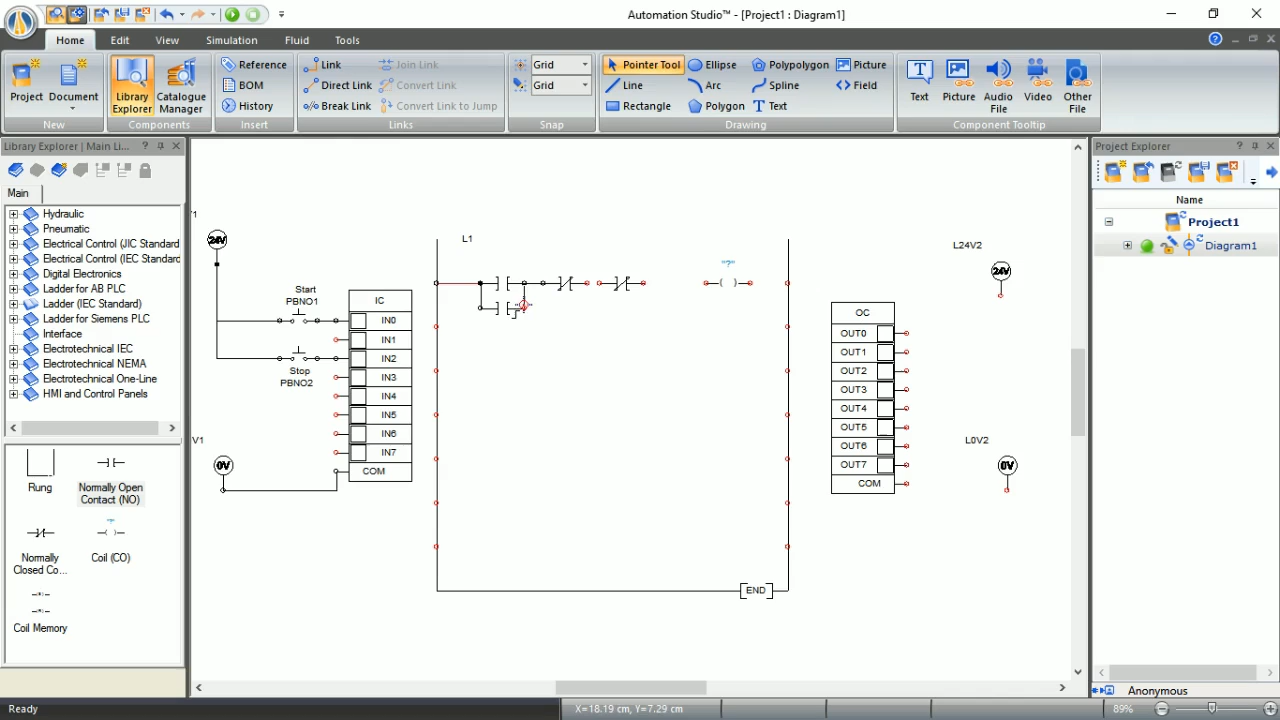 Automation Studio™ - [Project1 : Diagram1]
Home Edit View Simulation Fluid Tools
Project
Document
New
Library Explorer
Catalogue Manager
Components
Reference
BOM
History
Insert
Link
Direct Link
Break Link
Join Link
Convert Link
Convert Link to Jump
Links
Grid
Grid
Snap
Pointer Tool
Line
Rectangle
Ellipse
Arc
Polygon
Polypolygon
Spline
Text
Picture
Field
Drawing
Text
Picture
Audio File
Video
Other File
Component Tooltip
Library Explorer | Main Li...
Main
Hydraulic
Pneumatic
Electrical Control (JIC Standard
Electrical Control (IEC Standard
Digital Electronics
Ladder for AB PLC
Ladder (IEC Standard)
Ladder for Siemens PLC
Interface
Electrotechnical IEC
Electrotechnical NEMA
Electrotechnical One-Line
HMI and Control Panels
Rung
Normally Open Contact (NO)
Normally Closed Co...
"?"
Coil (CO)
Coil Memory
24V
Start
PBNO1
Stop
PBNO2
V1
0V
IC
IN0
IN1
IN2
IN3
IN4
IN5
IN6
IN7
COM
L1
"?"
END
OC
OUT0
OUT1
OUT2
OUT3
OUT4
OUT5
OUT6
OUT7
COM
L24V2
24V
L0V2
0V
Project Explorer
Name
Project1
Diagram1
Anonymous
Ready
X=18.19 cm, Y=7.29 cm
89%